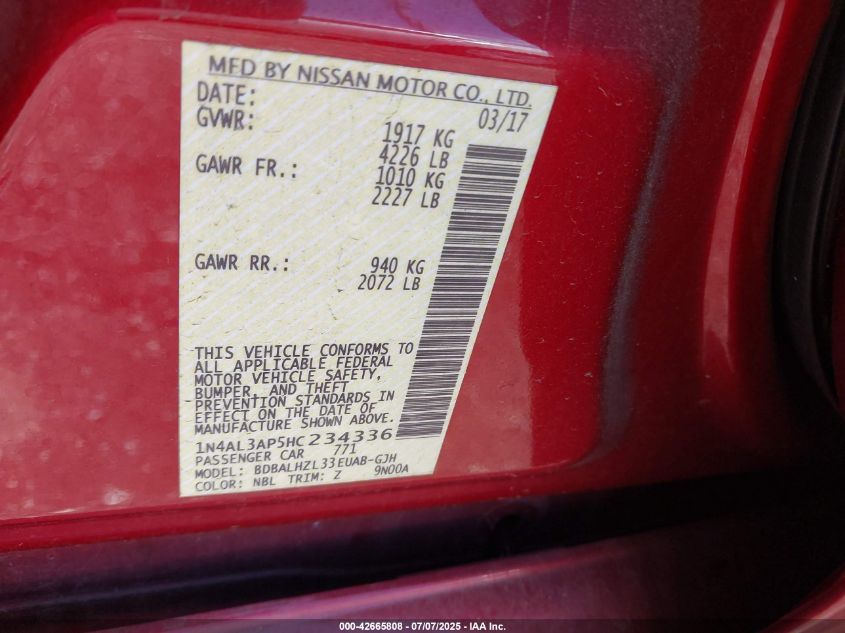 MFD BY NISSAN MOTOR CO., LTD.
DATE: 03/17
GVWR: 1917 KG
4226 LB
GAWR FR.: 1010 KG
2227 LB
GAWR RR.: 940 KG
2072 LB
THIS VEHICLE CONFORMS TO
ALL APPLICABLE FEDERAL
MOTOR VEHICLE SAFETY,
BUMPER, AND THEFT
PREVENTION STANDARDS IN
EFFECT ON THE DATE OF
MANUFACTURE SHOWN ABOVE.
1N4AL3AP5HC234336
PASSENGER CAR 771
MODEL: BDBALHZL33EUAB-GJH
COLOR: NBL TRIM: Z 9N00A
000-42665808 - 07/07/2025 - IAA Inc.